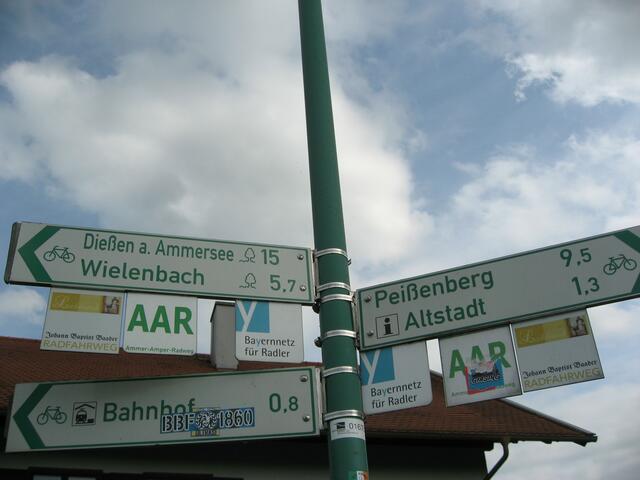 Dießen a. Ammersee 15
Wielenbach 5,7
Johann Baptist Baader
RADFAHRWEG
AAR
Ammer-Amper-Radweg
Bayernnetz
für Radler
Bahnhof 0,8
BBF 1860
Peißenberg 9,5
i Altstadt 1,3
Bayernnetz
für Radler
AAR
GIESING
Johann Baptist Baader
RADFAHRWEG